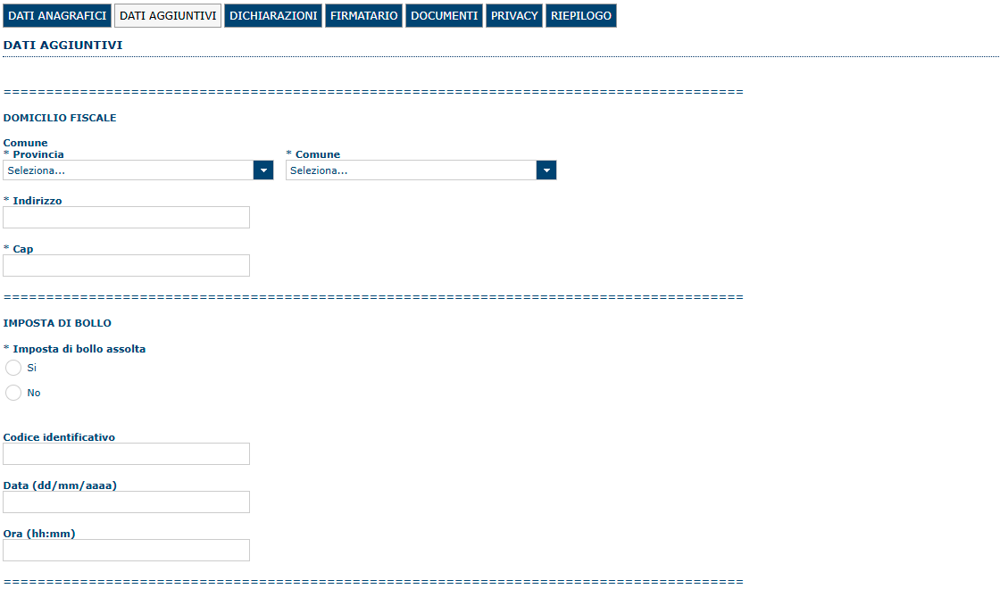 DATI ANAGRAFICI DATI AGGIUNTIVI DICHIARAZIONI FIRMATARIO DOCUMENTI PRIVACY RIEPILOGO
DATI AGGIUNTIVI
=======================================================================================
DOMICILIO FISCALE
Comune
* Provincia * Comune
Seleziona... Seleziona...
* Indirizzo
* Cap
=======================================================================================
IMPOSTA DI BOLLO
* Imposta di bollo assolta
Si
No
Codice identificativo
Data (dd/mm/aaaa)
Ora (hh:mm)
=======================================================================================